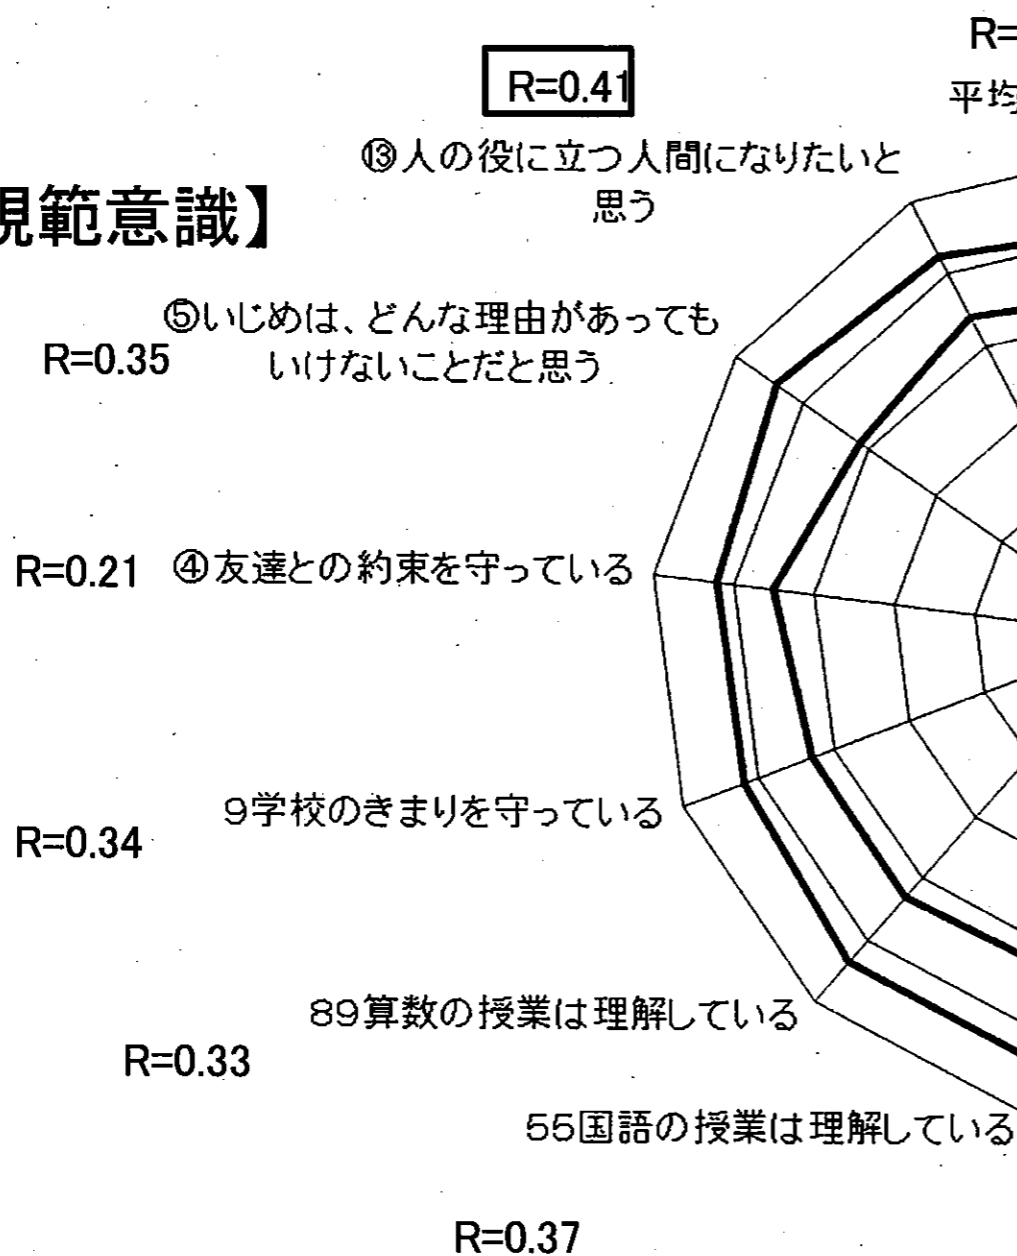 R=
平均
R=0.41
⑬人の役に立つ人間になりたいと
思う
規範意識】
⑤いじめは、どんな理由があっても
いけないことだと思う
R=0.35
R=0.21
④友達との約束を守っている
9学校のきまりを守っている
R=0.34
89算数の授業は理解している
R=0.33
55国語の授業は理解している
R=0.37